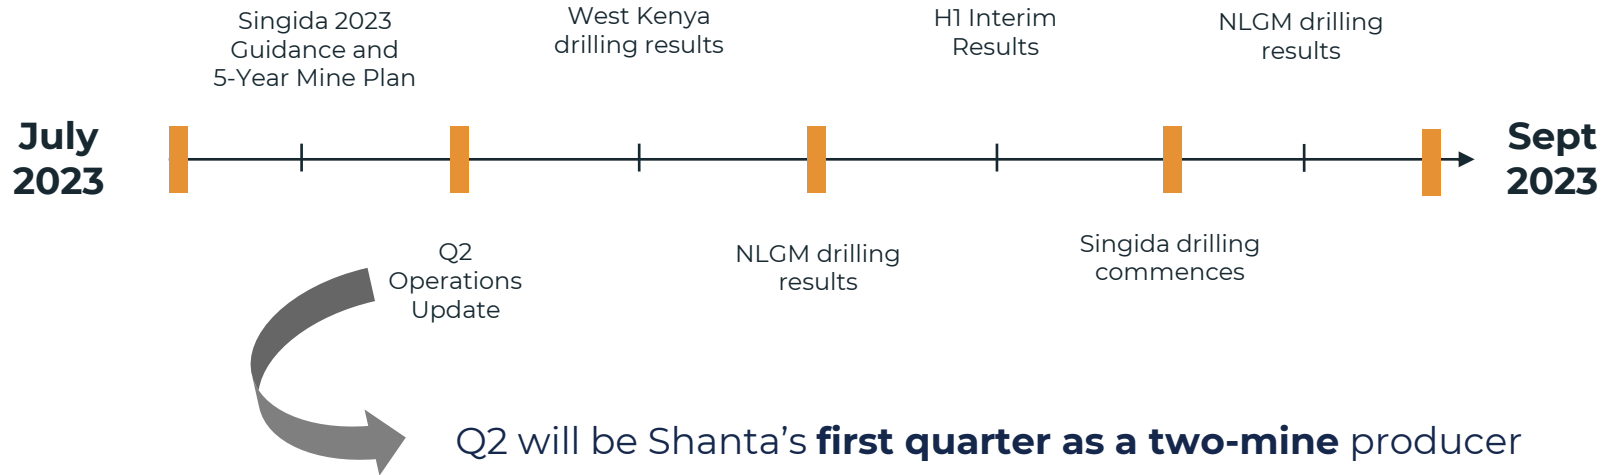 July
2023
Singida 2023
Guidance and
5-Year Mine Plan
Q2
Operations
Update
West Kenya
drilling results
NLGM drilling
results
H1 Interim
Results
Singida drilling
commences
NLGM drilling
results
Sept
2023
Q2 will be Shanta's first quarter as a two-mine producer